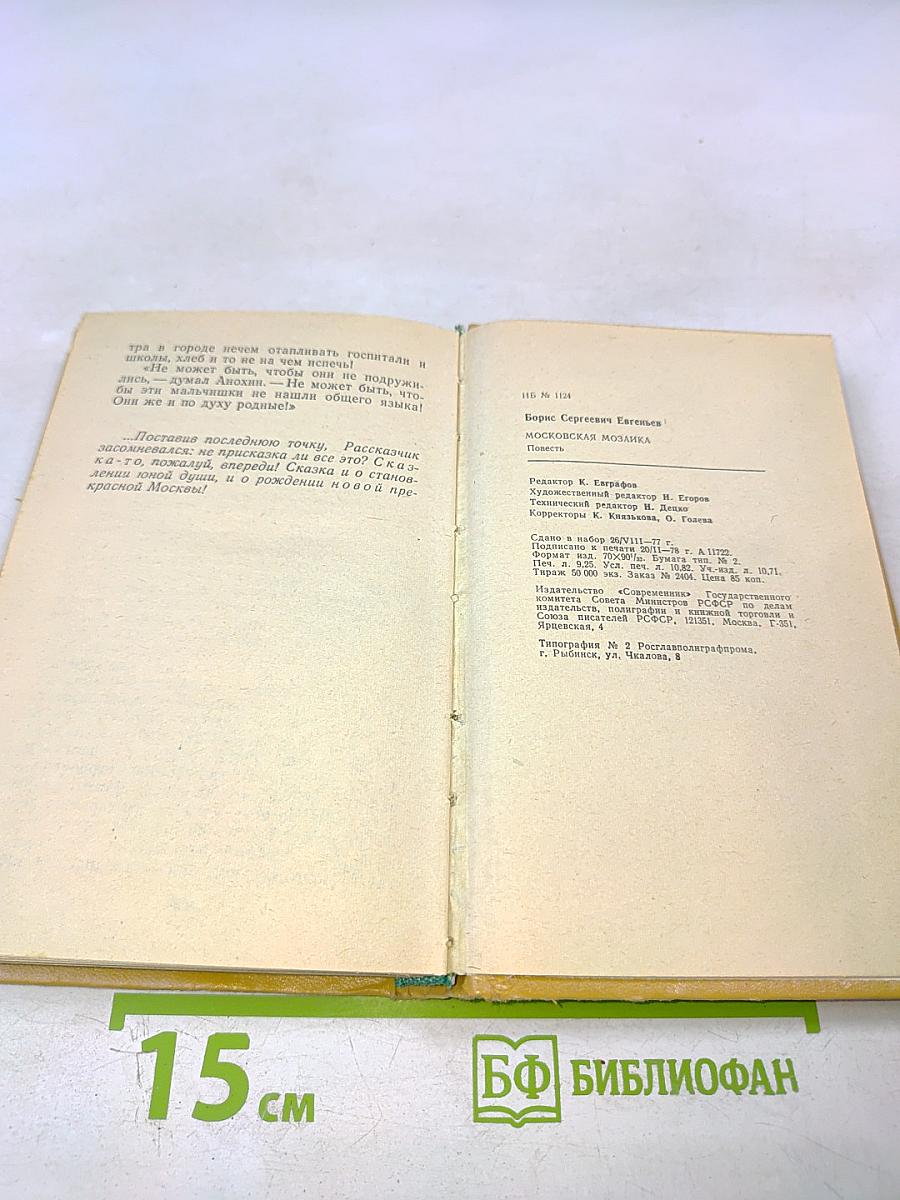 тра в городе нечем отапливать госпитали и
школы, хлеб и то не на чем испечь!
«Не может быть, чтобы они не подружи-
лись, — думал Анохин. — Не может быть, что-
бы эти мальчишки не нашли общего языка!
Они же и по духу родные!»
...Поставив последнюю точку, Рассказчик
засомневался: не присказка ли все это? Сказ-
ка-то, пожалуй, впереди! Сказка и о станов-
лении юной души, и о рождении новой пре-
красной Москвы!
ИБ № 1124
Борис Сергеевич Евгеньев
МОСКОВСКАЯ МОЗАИКА
Повесть
Редактор К. Евграфов
Художественный редактор Н. Егоров
Технический редактор Н. Децко
Корректоры К. Князькова, О. Голева
Сдано в набор 26/VIII—77 г.
Подписано к печати 20/II—78 г. А 11722.
Формат изд. 70×90¹/₃₂. Бумага тип. № 2.
Печ. л. 9,25. Усл. печ. л. 10,82. Уч.-изд. л. 10,71.
Тираж 50 000 экз. Заказ № 2404. Цена 85 коп.
Издательство «Современник» Государственного
комитета Совета Министров РСФСР по делам
издательств, полиграфии и книжной торговли и
Союза писателей РСФСР, 121351, Москва, Г-351,
Ярцевская, 4
Типография № 2 Росглавполиграфпрома,
г. Рыбинск, ул. Чкалова, 8
15 см
БФ БИБЛИОФАН